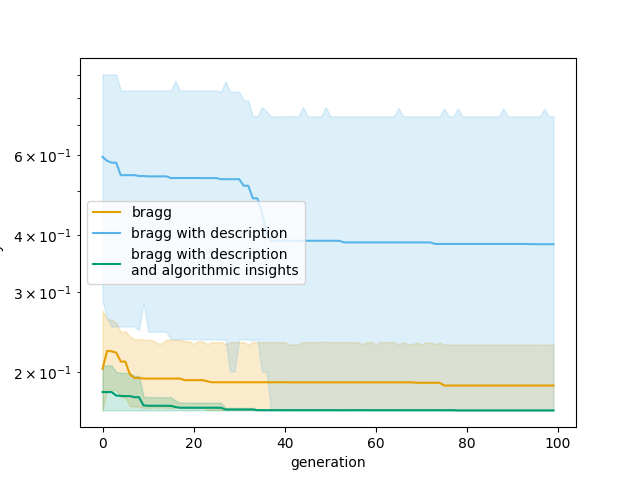 6 × 10⁻¹
4 × 10⁻¹
3 × 10⁻¹
2 × 10⁻¹
bragg
bragg with description
bragg with description
and algorithmic insights
0 20 40 60 80 100
generation